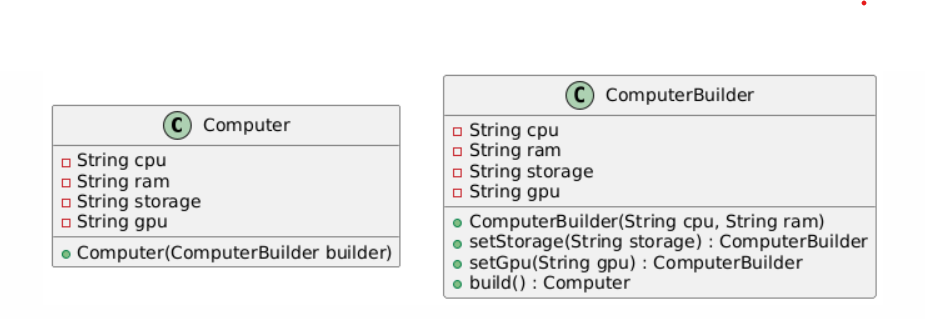 C Computer
String cpu
String ram
String storage
String gpu
Computer(ComputerBuilder builder)
C ComputerBuilder
String cpu
String ram
String storage
String gpu
ComputerBuilder(String cpu, String ram)
setStorage(String storage) : ComputerBuilder
setGpu(String gpu) : ComputerBuilder
build() : Computer